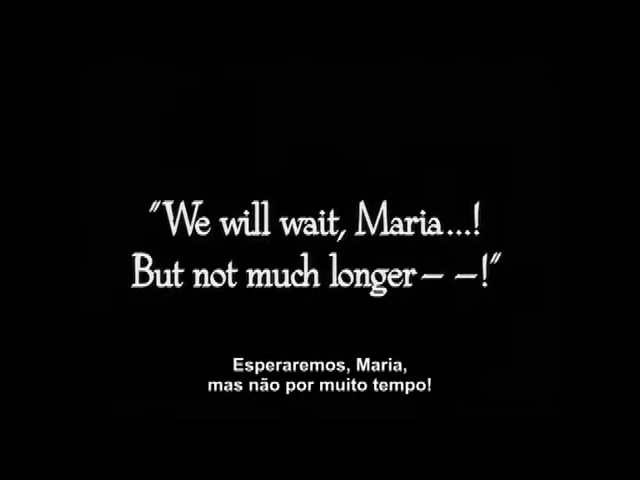 "We will wait, Maria...!
But not much longer— —!"
Esperaremos, Maria,
mas não por muito tempo!